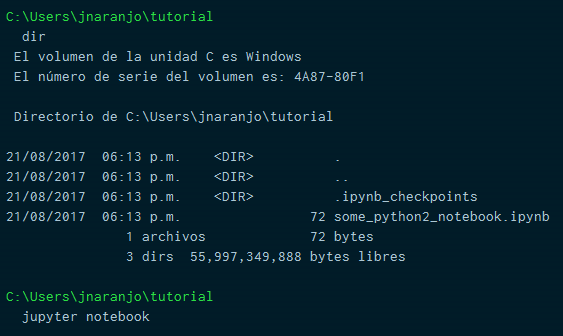 C:\Users\jnaranjo\tutorial
dir
El volumen de la unidad C es Windows
El número de serie del volumen es: 4A87-80F1
Directorio de C:\Users\jnaranjo\tutorial
21/08/2017  06:13 p.m.    <DIR>          .
21/08/2017  06:13 p.m.    <DIR>          ..
21/08/2017  06:13 p.m.    <DIR>          .ipynb_checkpoints
21/08/2017  06:13 p.m.                72 some_python2_notebook.ipynb
1 archivos             72 bytes
3 dirs  55,997,349,888 bytes libres
C:\Users\jnaranjo\tutorial
jupyter notebook